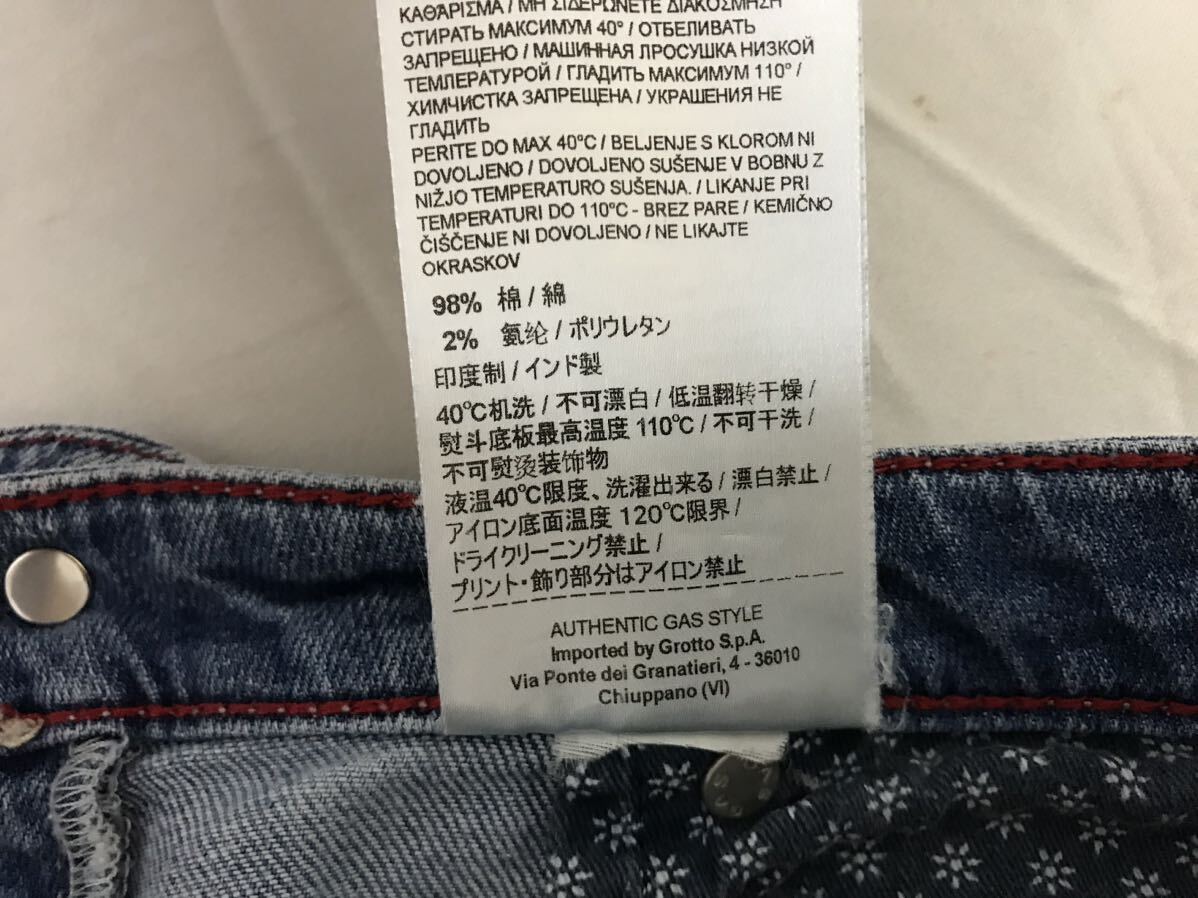 ΚΑΘΆΡΙΣΜΑ / ΜΗ ΣΙΔΕΡΏΝΕΤΕ ΔΙΑΚΌΣΜΗΣΗ
СТИРАТЬ МАКСИМУМ 40° / ОТБЕЛИВАТЬ
ЗАПРЕЩЕНО / МАШИННАЯ ЛРОСУШКА НИЗКОЙ
ТЕМЛЕРАТУРОЙ / ГЛАДИТЬ МАКСИМУМ 110° /
ХИМЧИСТКА ЗАПРЕЩЕНА / УКРАШЕНИЯ НЕ
ГЛАДИТЬ
PERITE DO MAX 40°C / BELJENJE S KLOROM NI
DOVOLJENO / DOVOLJENO SUŠENJE V BOBNU Z
NIŽJO TEMPERATURO SUŠENJA. / LIKANJE PRI
TEMPERATURI DO 110°C - BREZ PARE / KEMIČNO
ČIŠČENJE NI DOVOLJENO / NE LIKAJTE
OKRASKOV
98% 棉 / 綿
2% 氨纶 / ポリウレタン
印度制 / インド製
40℃机洗 / 不可漂白 / 低温翻转干燥 /
熨斗底板最高温度 110℃ / 不可干洗 /
不可熨烫装饰物
液温40℃限度、洗濯出来る / 漂白禁止 /
アイロン底面温度 120℃限界 /
ドライクリーニング禁止 /
プリント・飾り部分はアイロン禁止
AUTHENTIC GAS STYLE
Imported by Grotto S.p.A.
Via Ponte dei Granatieri, 4 - 36010
Chiuppano (VI)